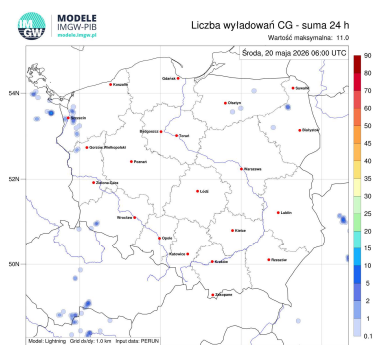 IMGW
MODELE
IMGW-PIB
modele.imgw.pl
Liczba wyładowań CG - suma 24 h
Wartość maksymalna: 11.0
Środa, 20 maja 2026 06:00 UTC
54N
52N
50N
Gdańsk
Koszalin
Suwałki
Olsztyn
Szczecin
Białystok
Bydgoszcz
Toruń
Gorzów Wielkopolski
Poznań
Warszawa
Zielona Góra
Łódź
Wrocław
Lublin
Kielce
Opole
Katowice
Kraków
Rzeszów
Zakopane
Model: Lightning Grid ds/dy: 1.0 km Input data: PERUN
90
80
70
60
50
45
40
35
30
25
20
15
10
5
2
1
0.1